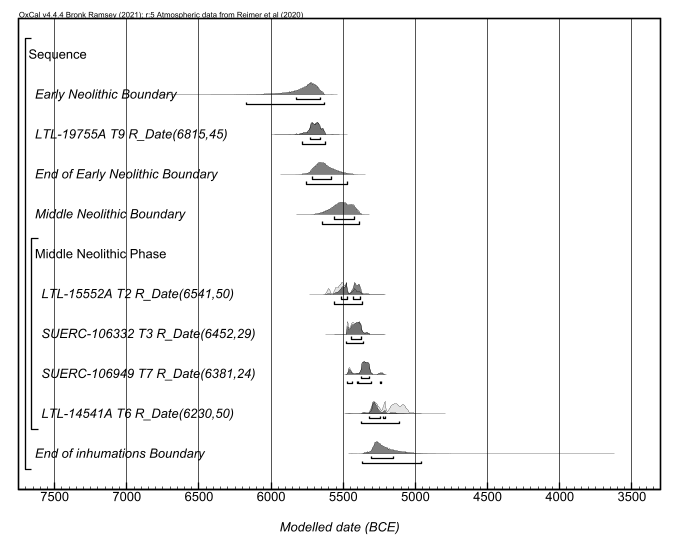 OxCal v4.4.4 Bronk Ramsey (2021); r:5 Atmospheric data from Reimer et al (2020)
Sequence
Early Neolithic Boundary
LTL-19755A T9 R_Date(6815,45)
End of Early Neolithic Boundary
Middle Neolithic Boundary
Middle Neolithic Phase
LTL-15552A T2 R_Date(6541,50)
SUERC-106332 T3 R_Date(6452,29)
SUERC-106949 T7 R_Date(6381,24)
LTL-14541A T6 R_Date(6230,50)
End of inhumations Boundary
7500 7000 6500 6000 5500 5000 4500 4000 3500
Modelled date (BCE)